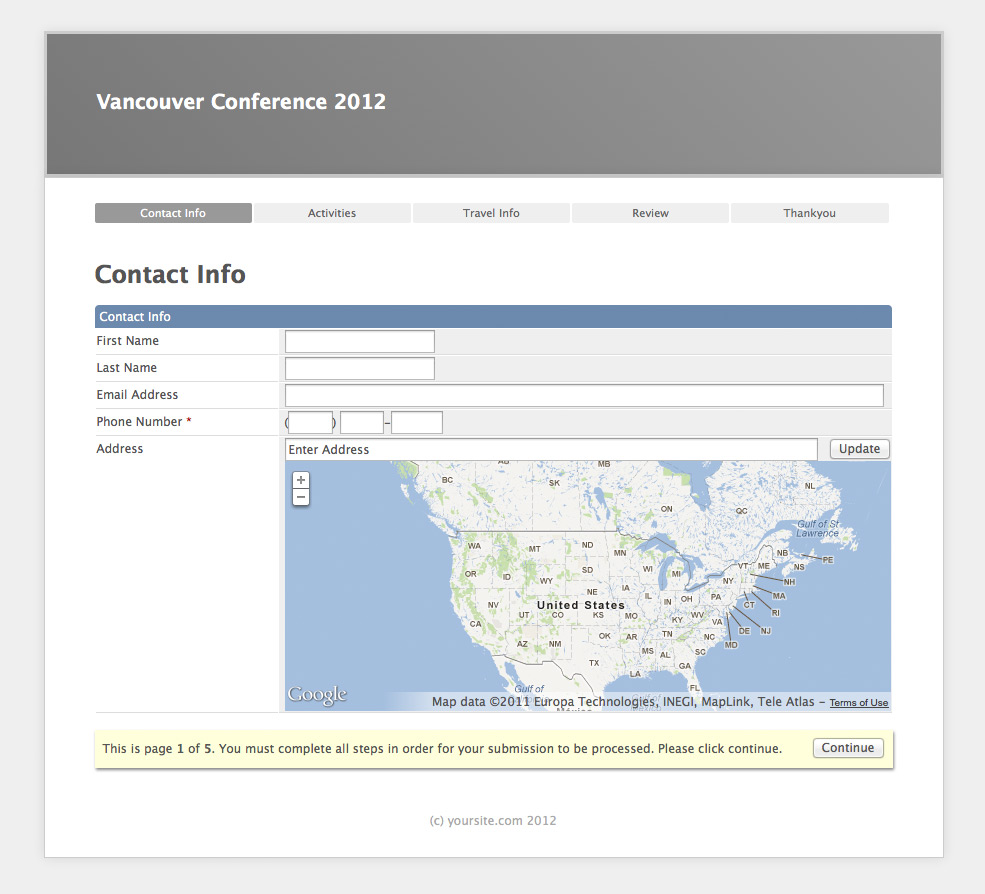 Vancouver Conference 2012
Contact Info Activities Travel Info Review Thankyou
Contact Info
Contact Info
First Name
Last Name
Email Address
Phone Number *
( ) –
Address
Enter Address Update
+
−
AB MB
BC SK NL
ON QC
Gulf of St
Lawrence
WA MT ND MN NB PE
OR ID SD WI MI VT ME NS
WY NY NH
NE IA
NV United States IL IN OH PA MA
UT CO KS MO CT RI
CA KY WV VA DE NJ
OK AR TN NC MD
AZ NM
MS AL SC
TX GA
LA
FL
Google
Gulf of
Gulf of
México
Map data ©2011 Europa Technologies, INEGI, MapLink, Tele Atlas – Terms of Use
This is page 1 of 5. You must complete all steps in order for your submission to be processed. Please click continue. Continue
(c) yoursite.com 2012